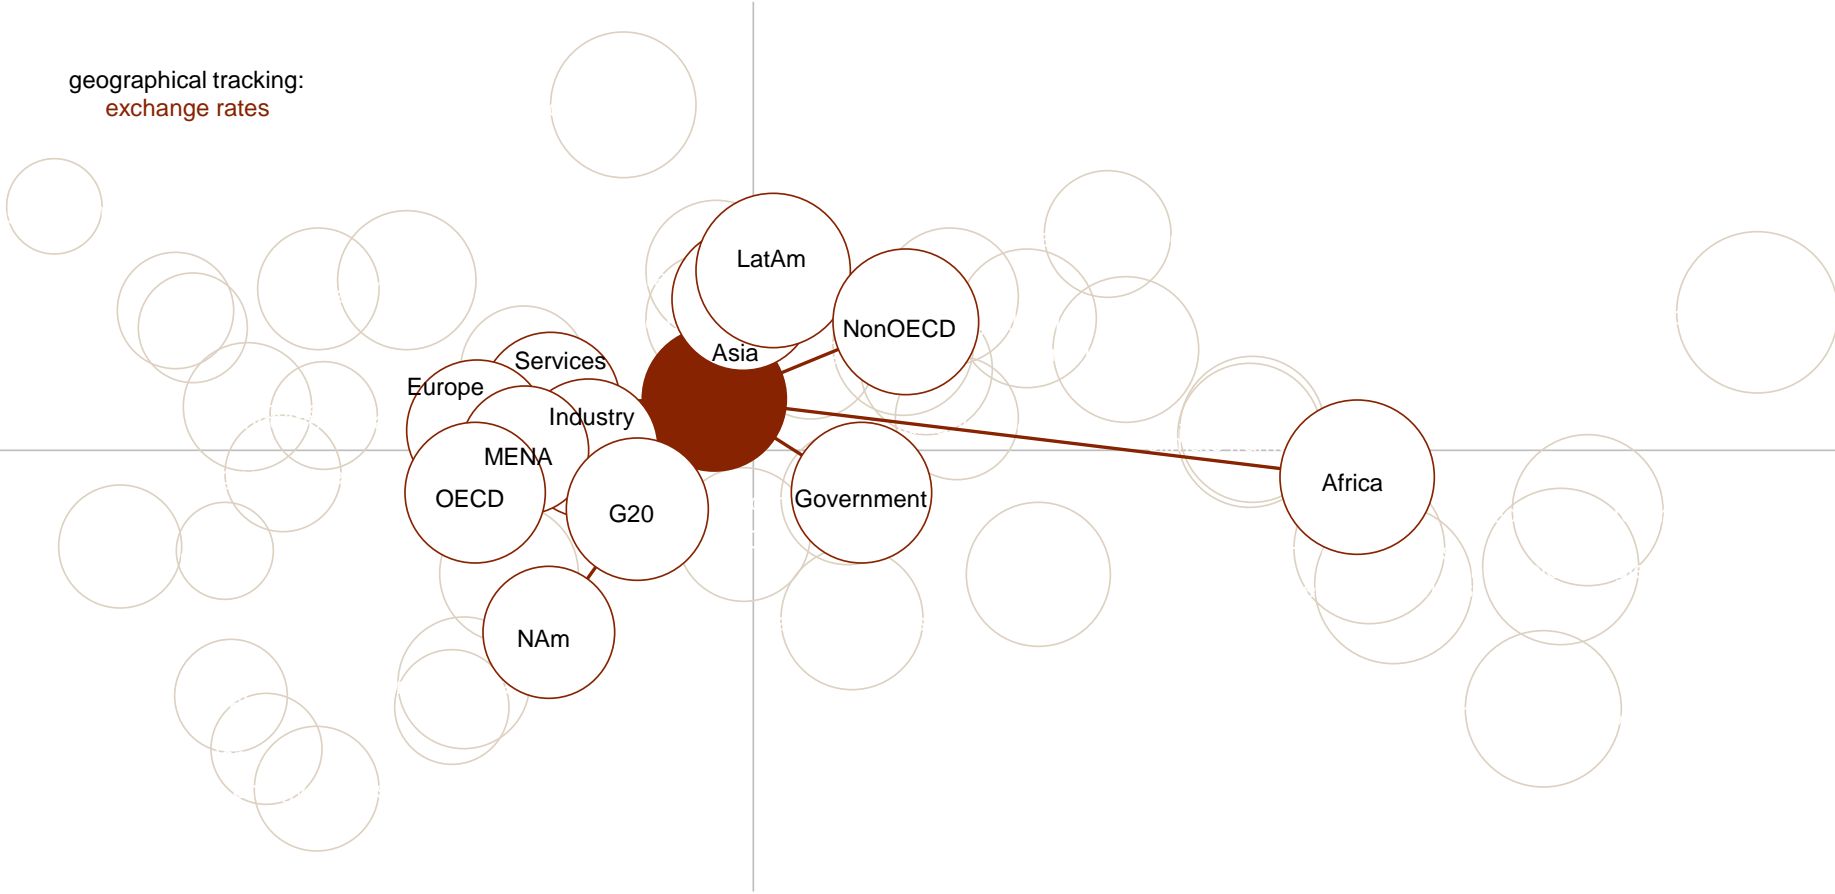 geographical tracking:
exchange rates
LatAm
NonOECD
Asia
Services
Europe
Industry
MENA
OECD
G20
Government
Africa
NAm